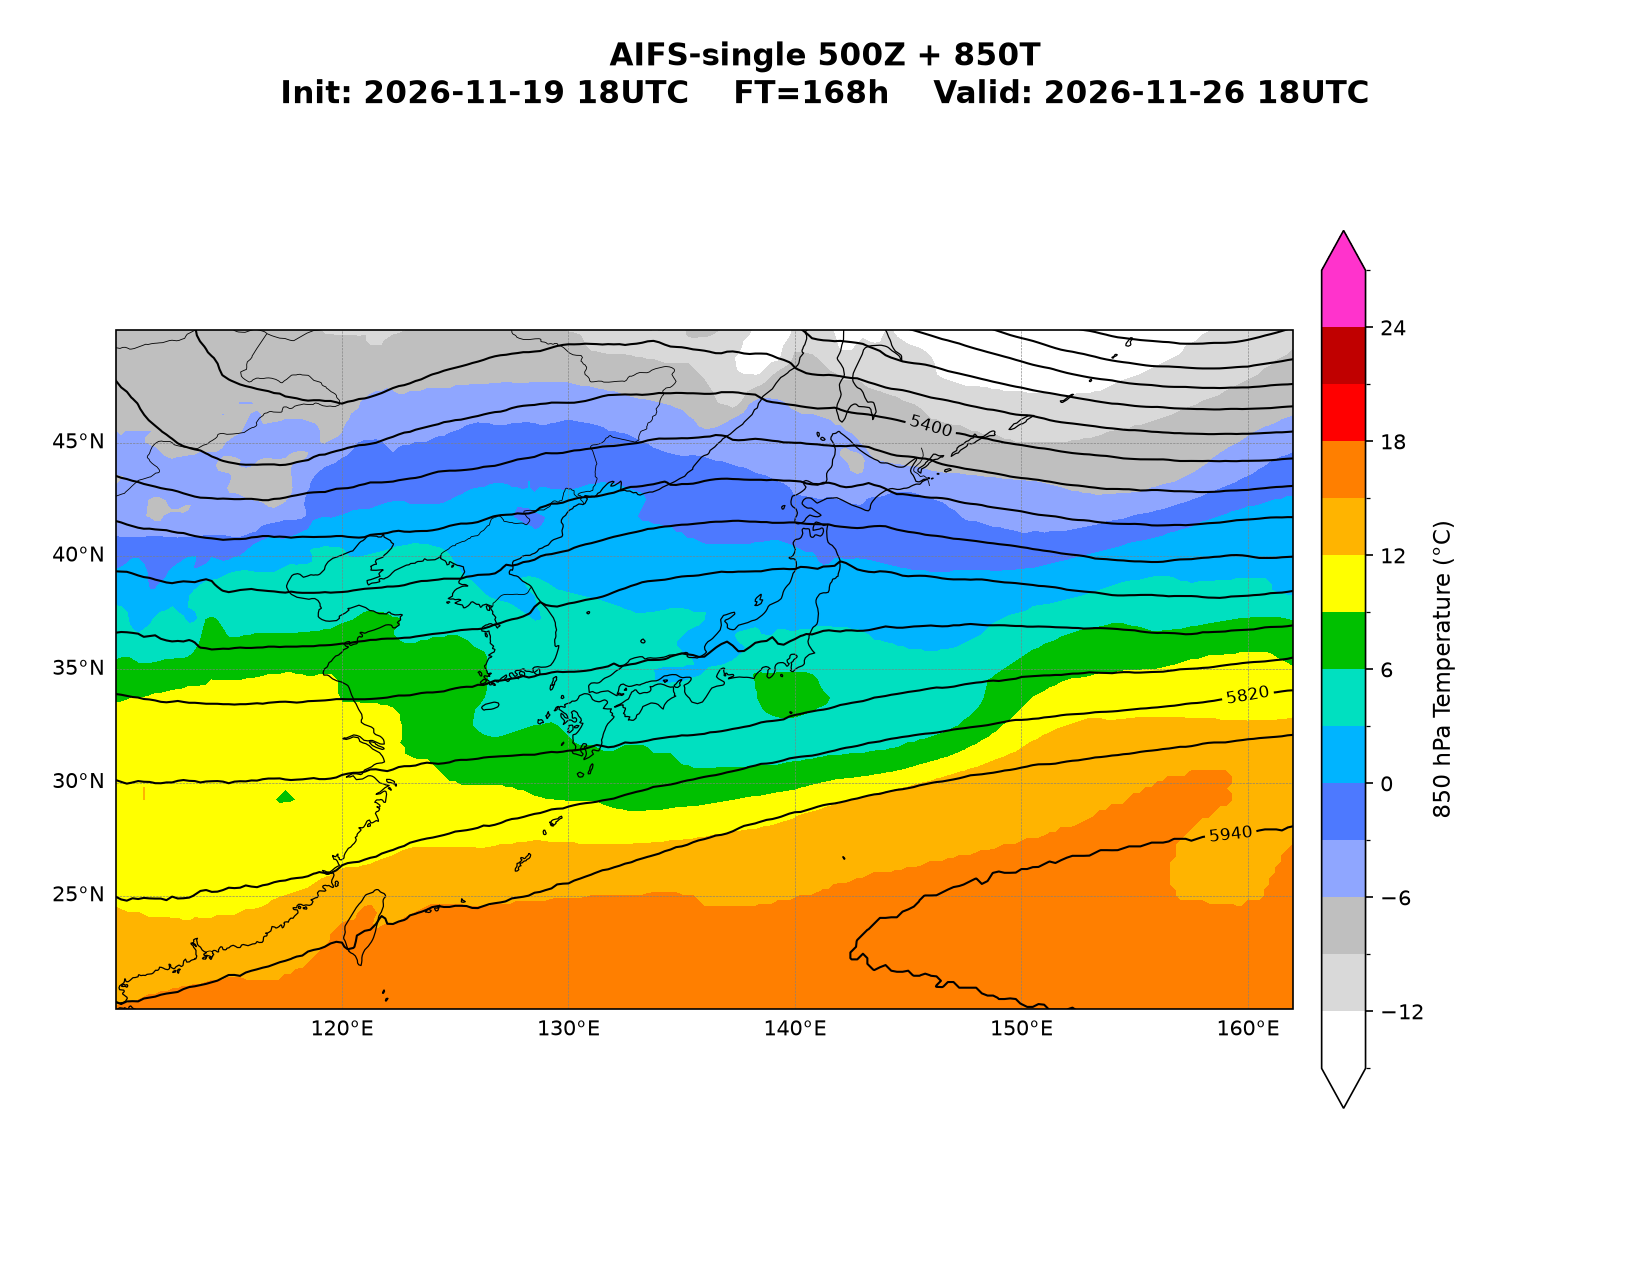 AIFS-single 500Z + 850T
Init: 2026-11-19 18UTC    FT=168h    Valid: 2026-11-26 18UTC
24
18
12
6
0
−6
−12
850 hPa Temperature (°C)
45°N
40°N
35°N
30°N
25°N
5400
5820
5940
120°E
130°E
140°E
150°E
160°E